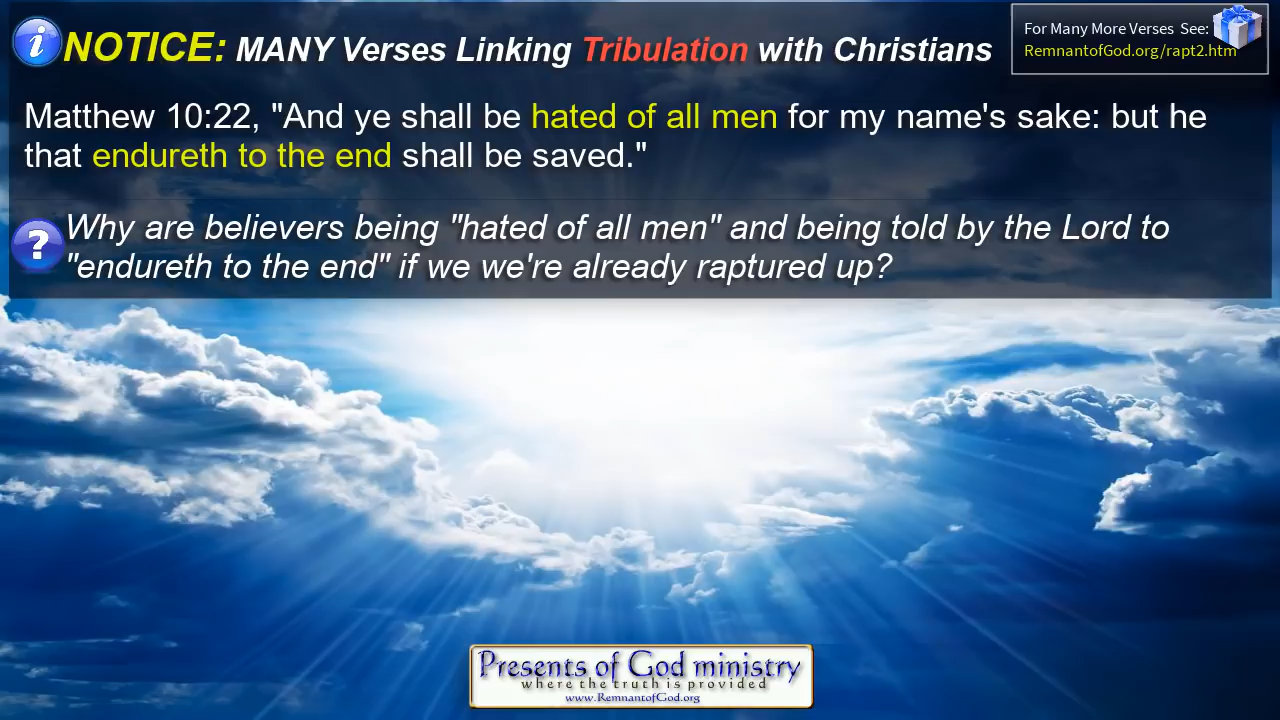 NOTICE: MANY Verses Linking Tribulation with Christians
For Many More Verses See:
RemnantofGod.org/rapt2.htm
Matthew 10:22, "And ye shall be hated of all men for my name's sake: but he
that endureth to the end shall be saved."
Why are believers being "hated of all men" and being told by the Lord to
"endureth to the end" if we we're already raptured up?
Presents of God ministry
where the truth is provided
www.RemnantofGod.org